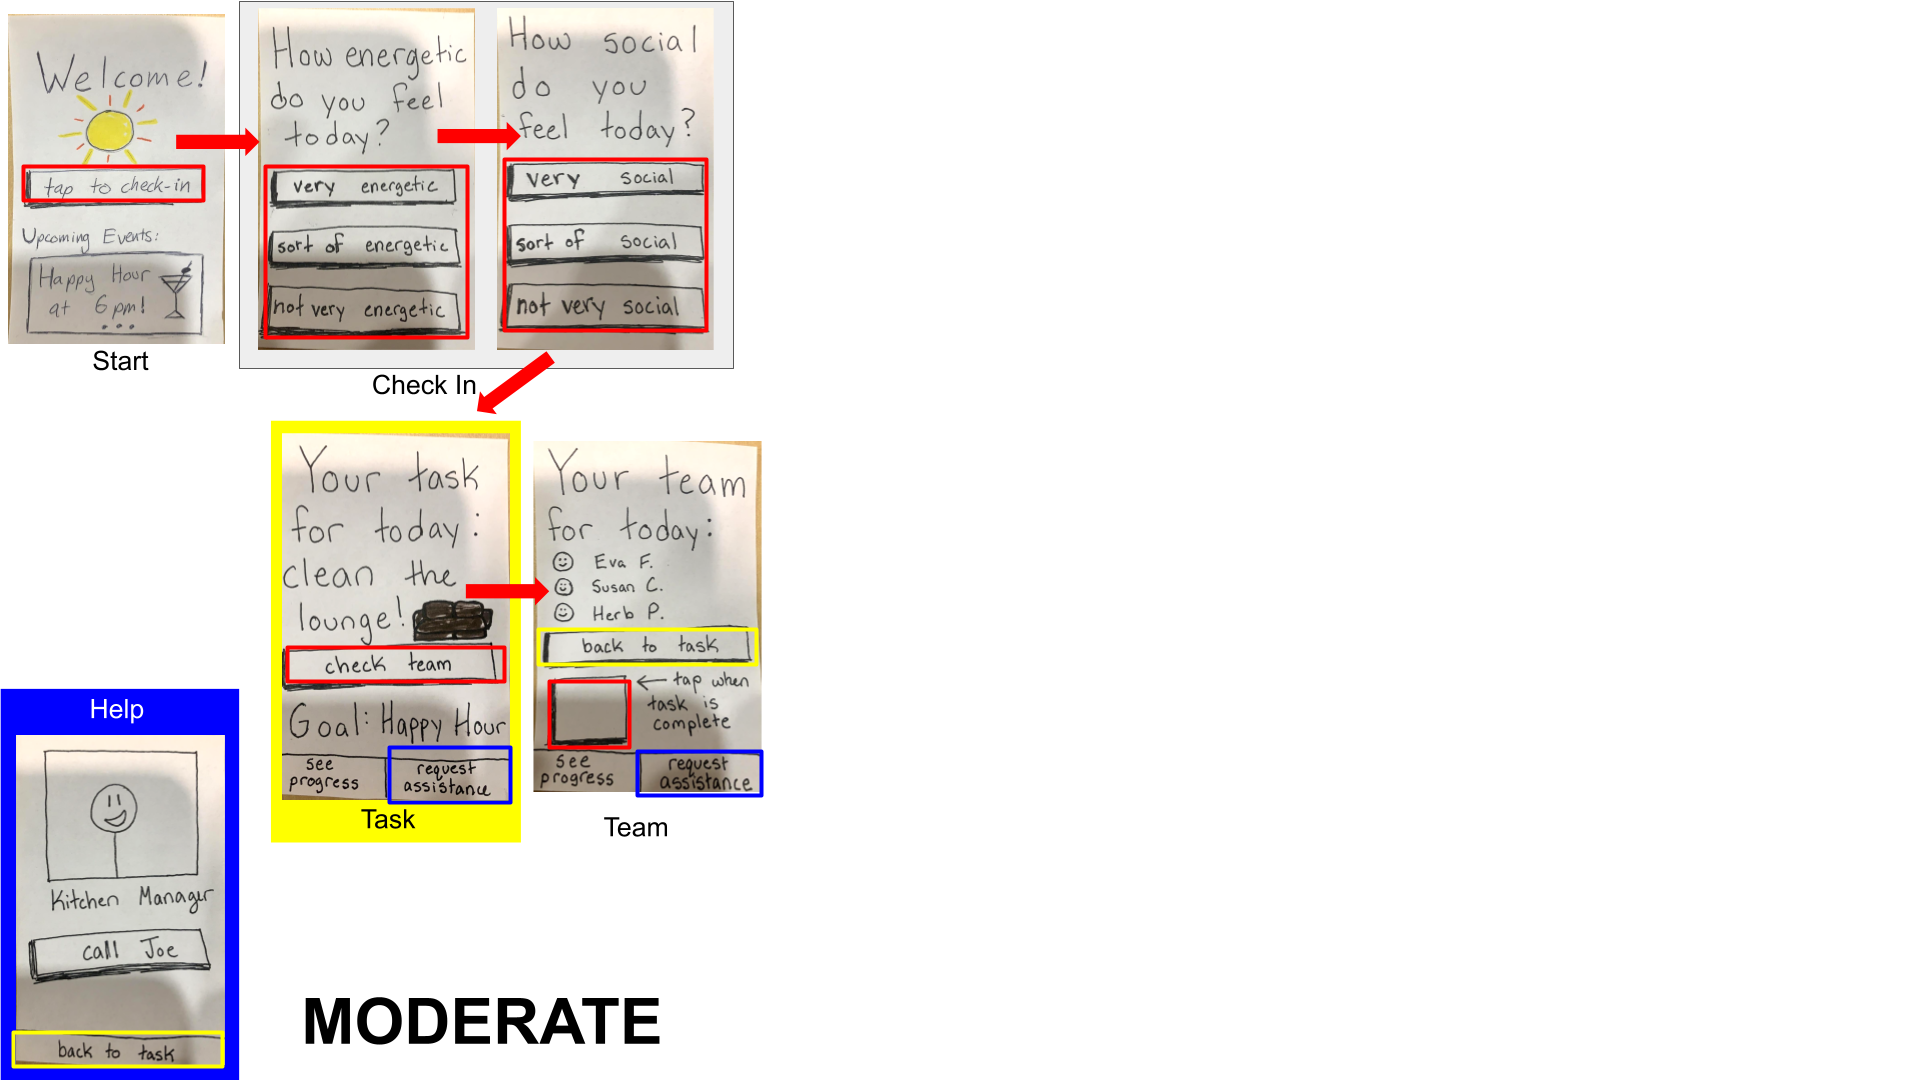 Welcome!
tap to check-in
Upcoming Events:
Happy Hour
at 6 pm!
Start
How energetic
do you feel
today?
very energetic
sort of energetic
not very energetic
How social
do you
feel today?
very social
sort of social
not very social
Check In
Your task
for today:
clean the
lounge!
check team
Goal: Happy Hour
see
progress
request
assistance
Task
Your team
for today:
Eva F.
Susan C.
Herb P.
back to task
← tap when
task is
complete
see
progress
request
assistance
Team
Help
Kitchen Manager
call Joe
back to task
MODERATE